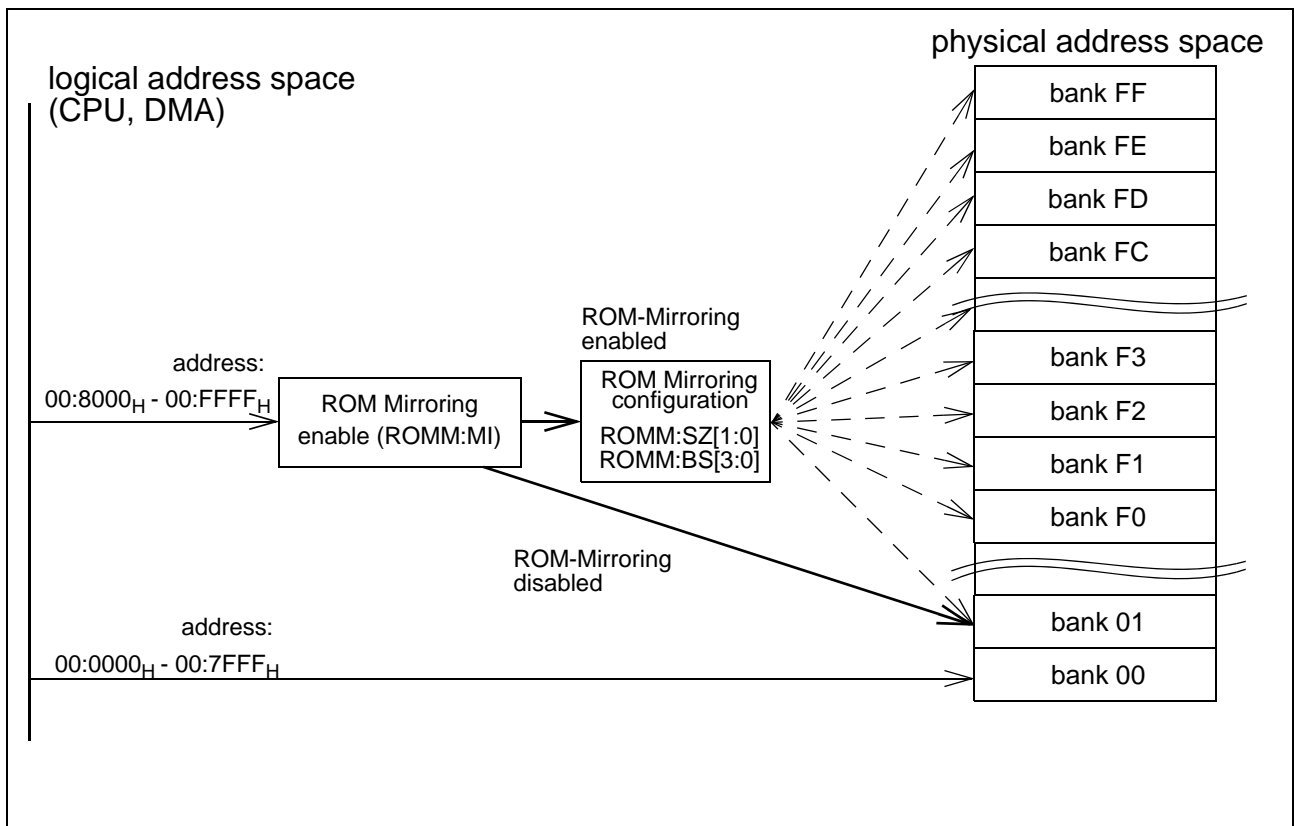 physical address space
logical address space
(CPU, DMA)
bank FF
bank FE
bank FD
bank FC
ROM-Mirroring
enabled
address:
00:8000H - 00:FFFFH
ROM Mirroring
enable (ROMM:MI)
ROM Mirroring
configuration
ROMM:SZ[1:0]
ROMM:BS[3:0]
bank F3
bank F2
bank F1
bank F0
ROM-Mirroring
disabled
bank 01
address:
00:0000H - 00:7FFFH
bank 00